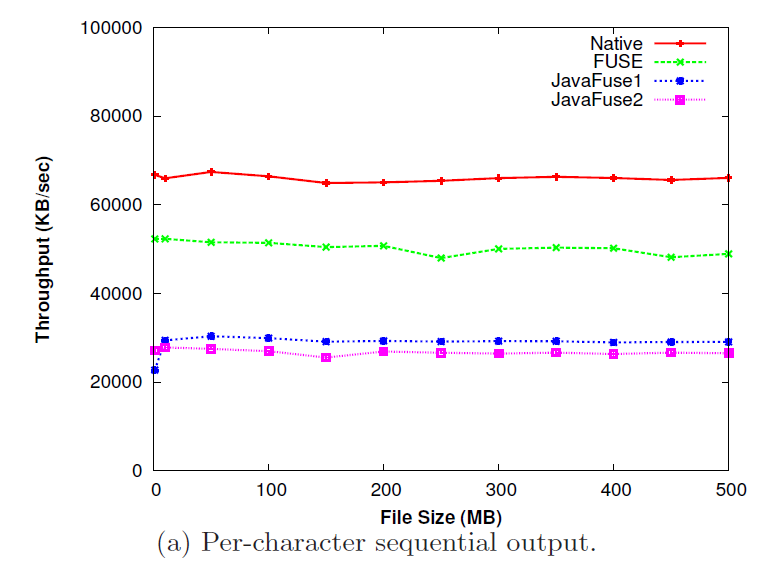 100000
80000
60000
40000
20000
0
Throughput (KB/sec)
Native
FUSE
JavaFuse1
JavaFuse2
0 100 200 300 400 500
File Size (MB)
(a) Per-character sequential output.